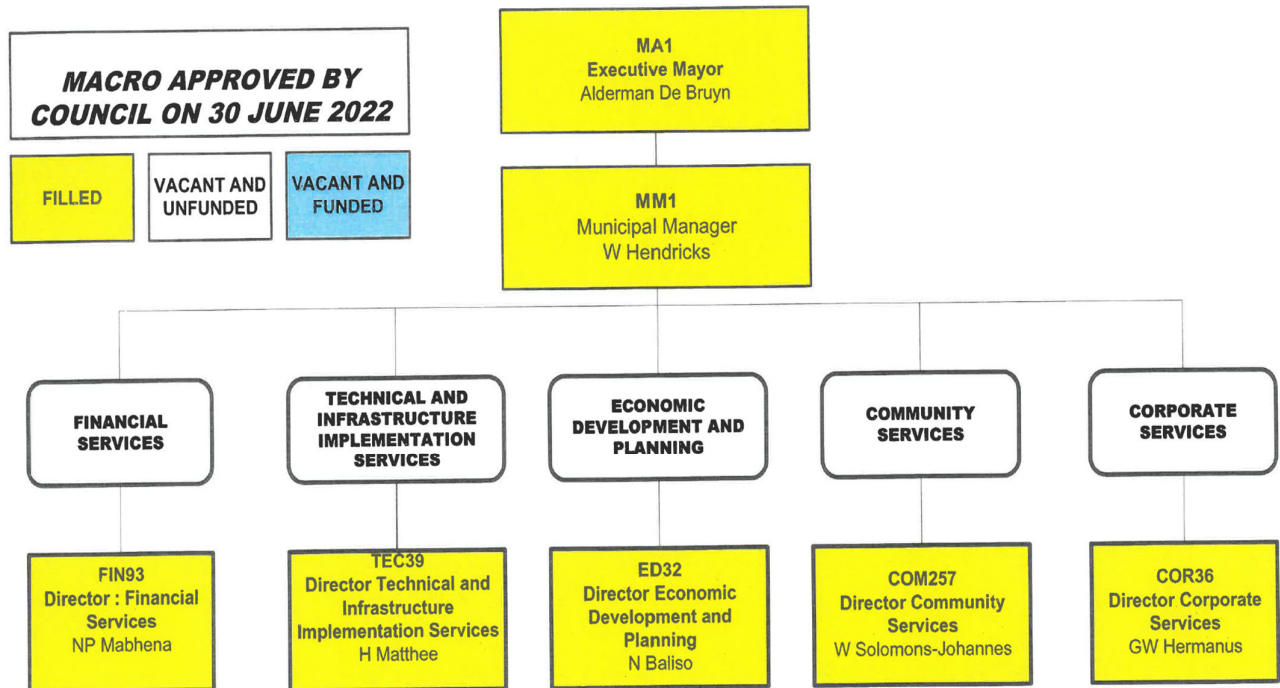 MACRO APPROVED BY
COUNCIL ON 30 JUNE 2022
FILLED
VACANT AND
UNFUNDED
VACANT AND
FUNDED
MA1
Executive Mayor
Alderman De Bruyn
MM1
Municipal Manager
W Hendricks
FINANCIAL
SERVICES
TECHNICAL AND
INFRASTRUCTURE
IMPLEMENTATION
SERVICES
ECONOMIC
DEVELOPMENT AND
PLANNING
COMMUNITY
SERVICES
CORPORATE
SERVICES
FIN93
Director : Financial
Services
NP Mabhena
TEC39
Director Technical and
Infrastructure
Implementation Services
H Matthee
ED32
Director Economic
Development and
Planning
N Baliso
COM257
Director Community
Services
W Solomons-Johannes
COR36
Director Corporate
Services
GW Hermanus